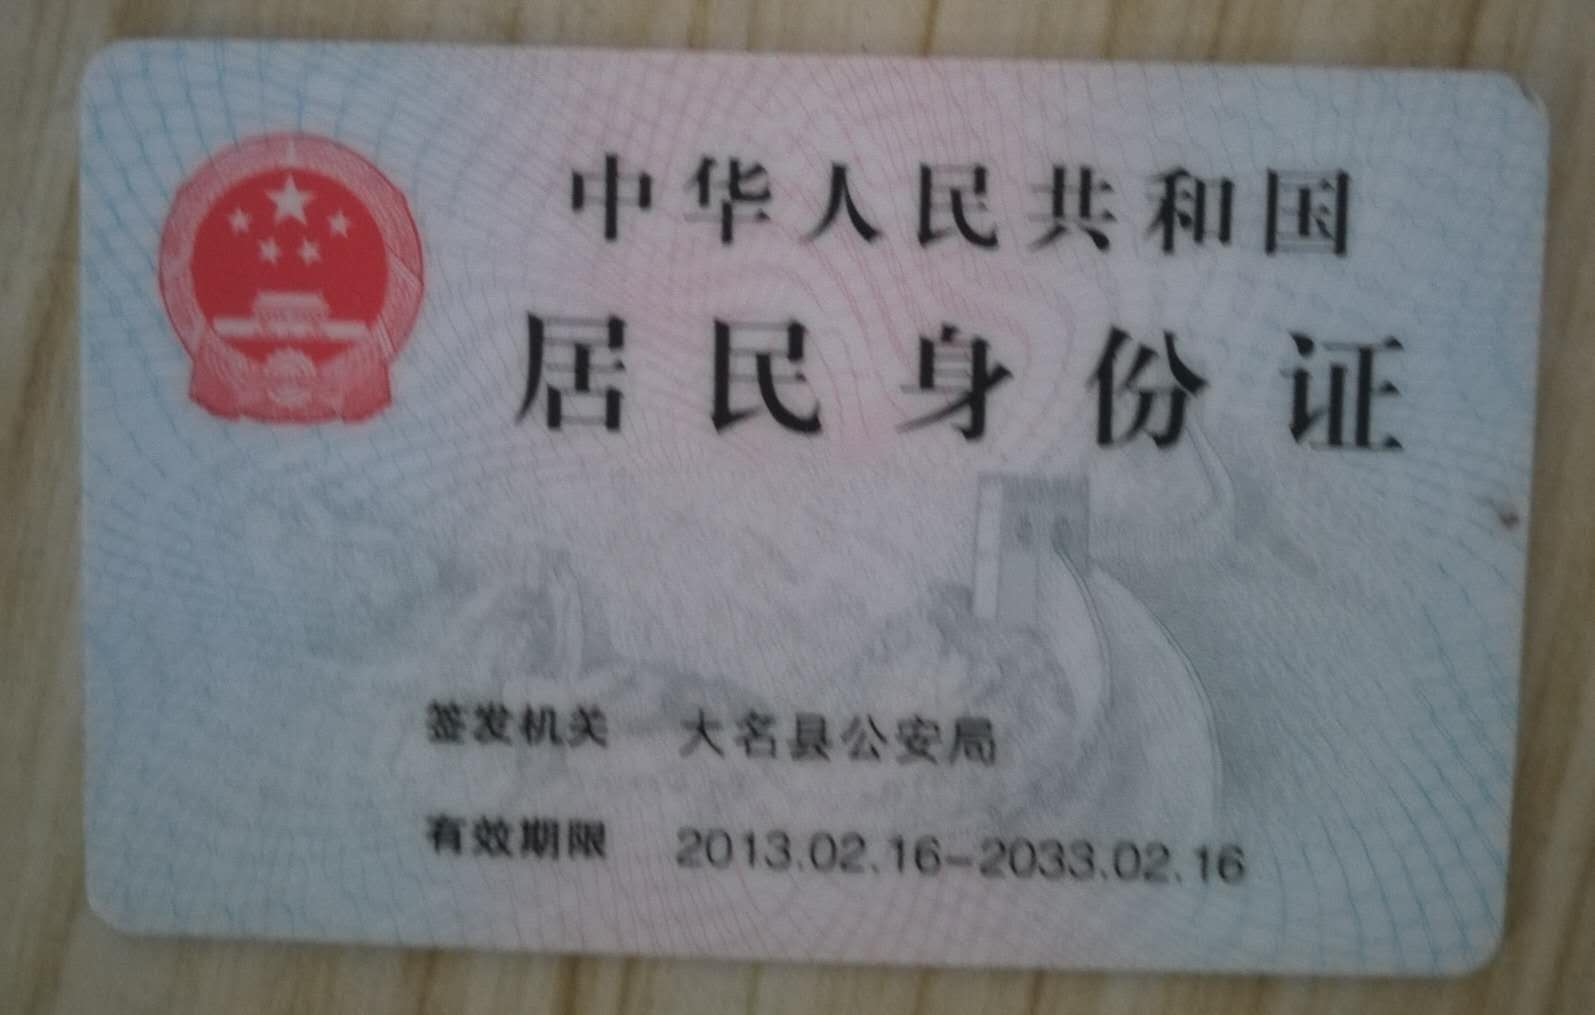 中华人民共和国
居民身份证
签发机关 大名县公安局
有效期限 2013.02.16-2033.02.16